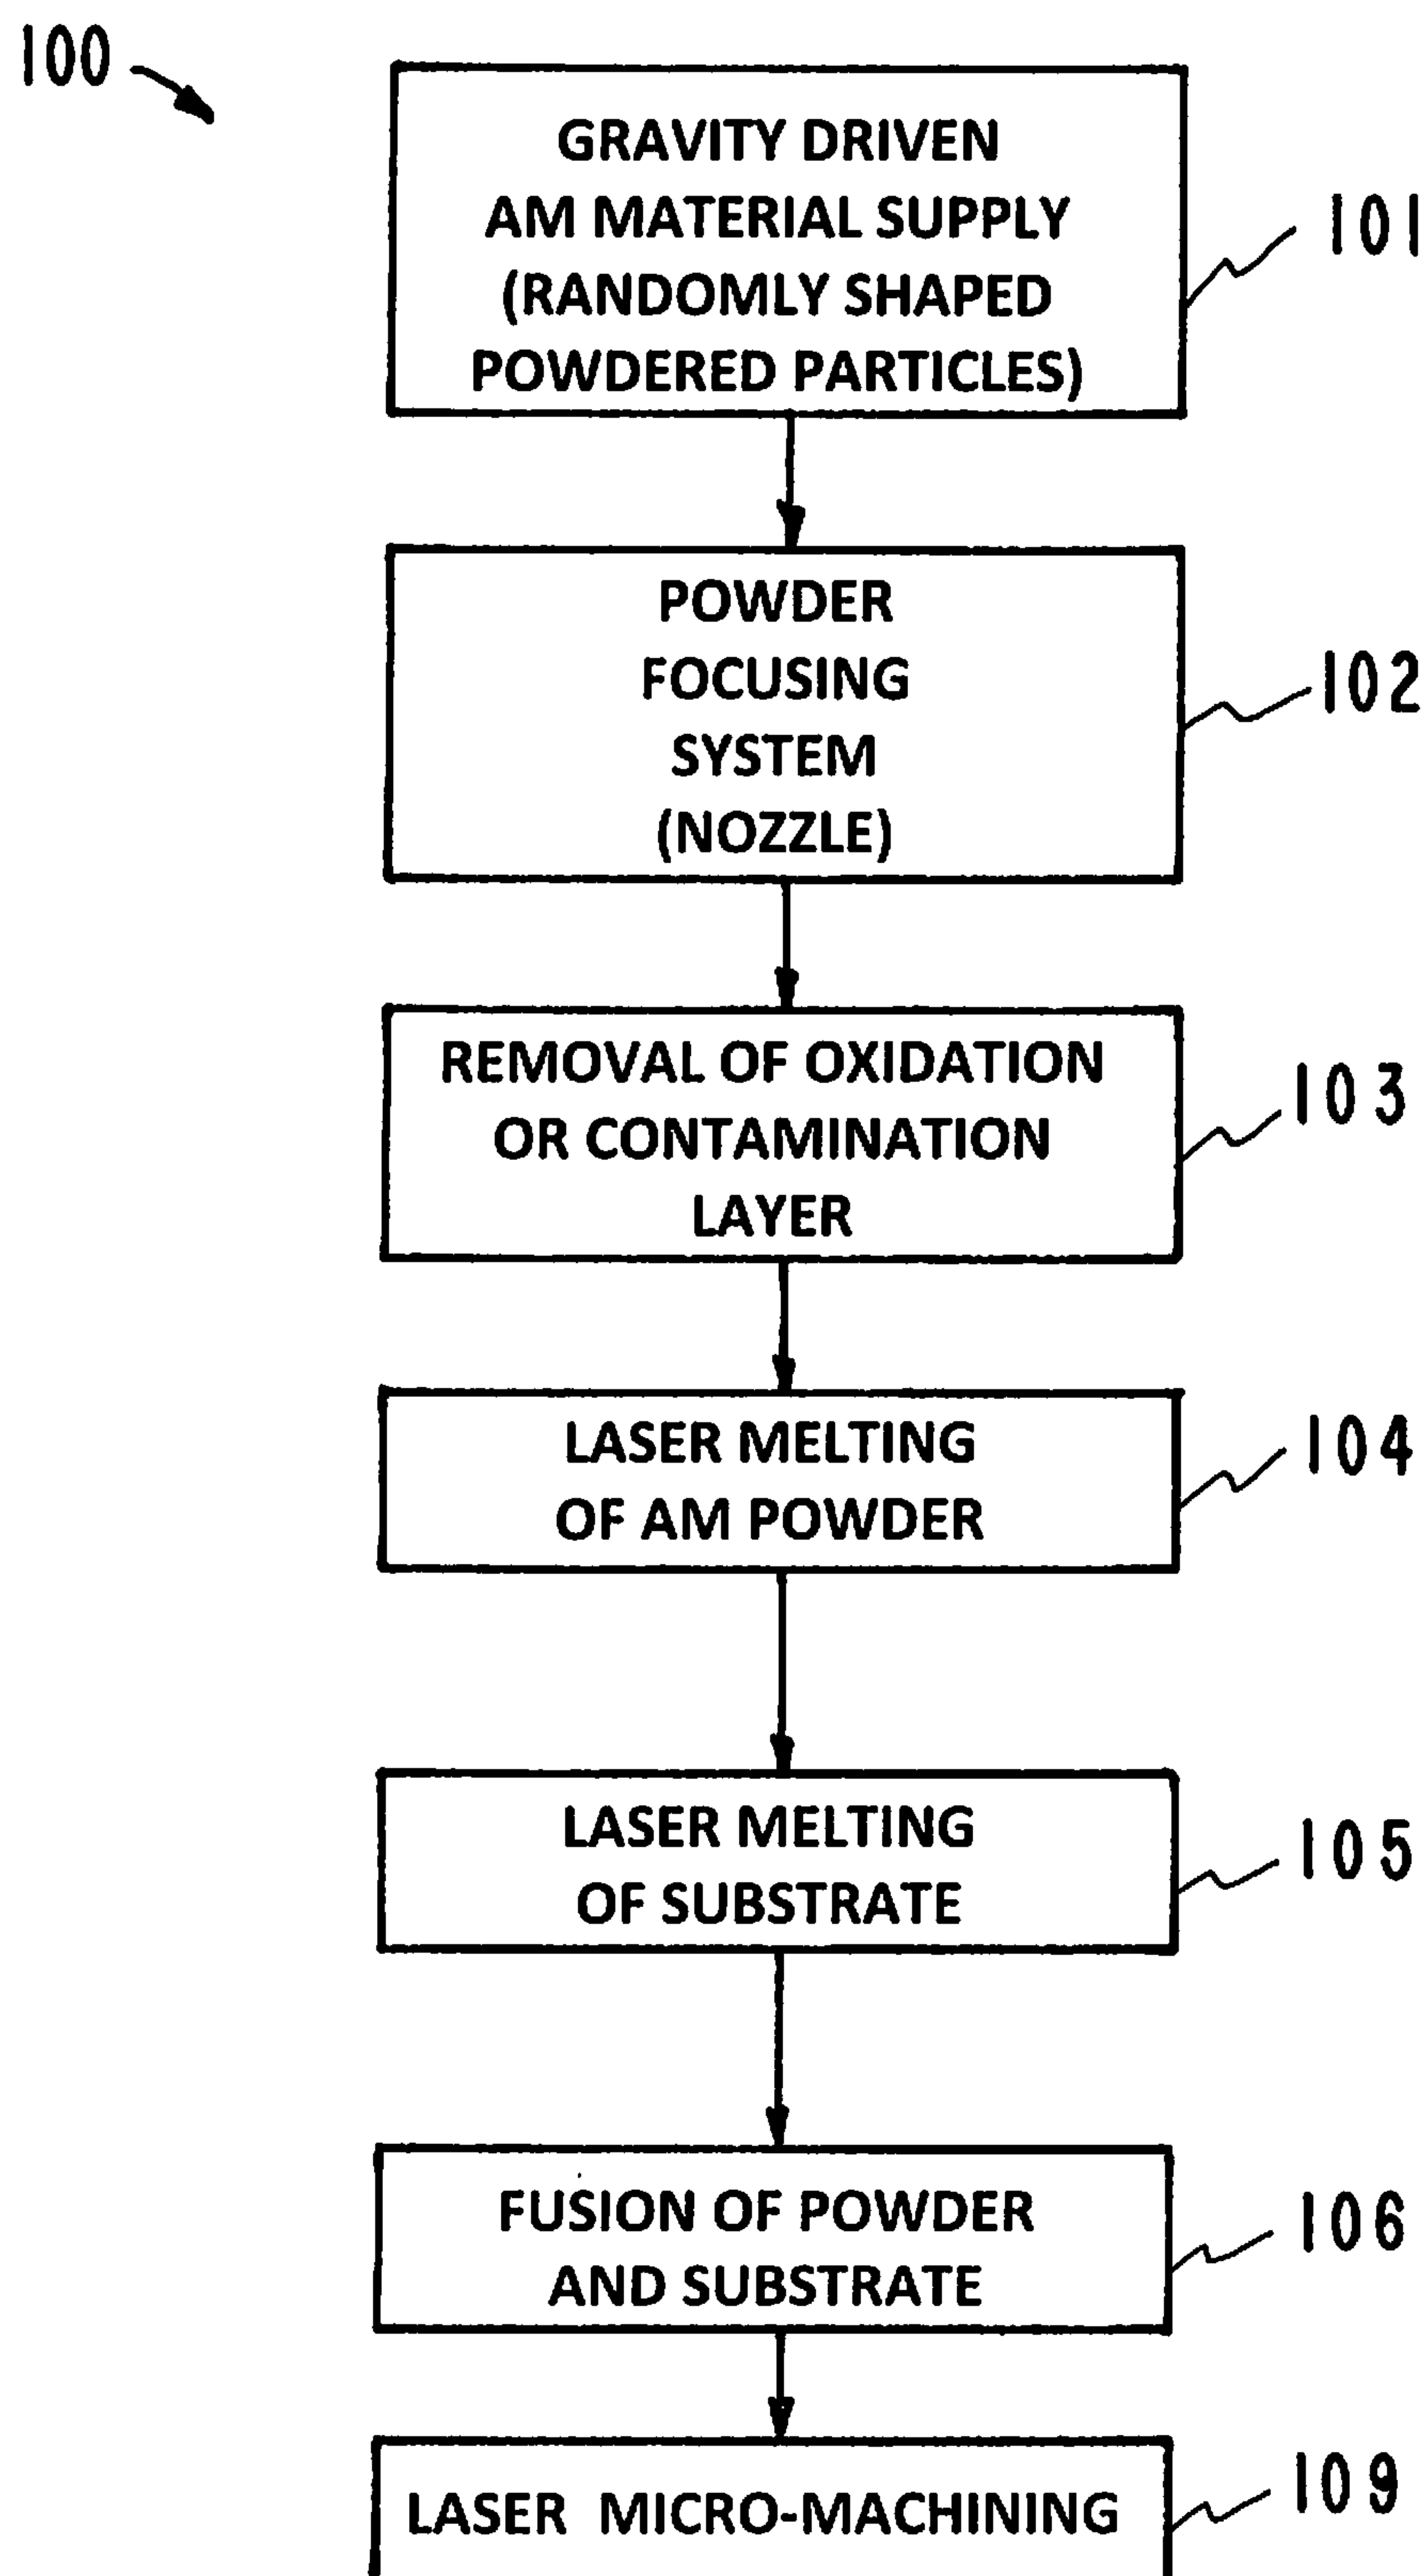 100
GRAVITY DRIVEN
AM MATERIAL SUPPLY
(RANDOMLY SHAPED
POWDERED PARTICLES)
101
POWDER
FOCUSING
SYSTEM
(NOZZLE)
102
REMOVAL OF OXIDATION
OR CONTAMINATION
LAYER
103
LASER MELTING
OF AM POWDER
104
LASER MELTING
OF SUBSTRATE
105
FUSION OF POWDER
AND SUBSTRATE
106
LASER MICRO-MACHINING
109